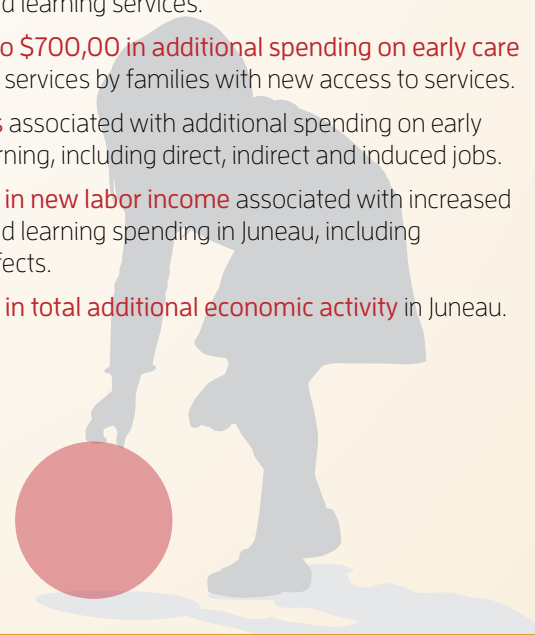 d learning services.
o $700,00 in additional spending on early care
services by families with new access to services.
s associated with additional spending on early
rning, including direct, indirect and induced jobs.
in new labor income associated with increased
d learning spending in Juneau, including
fects.
in total additional economic activity in Juneau.